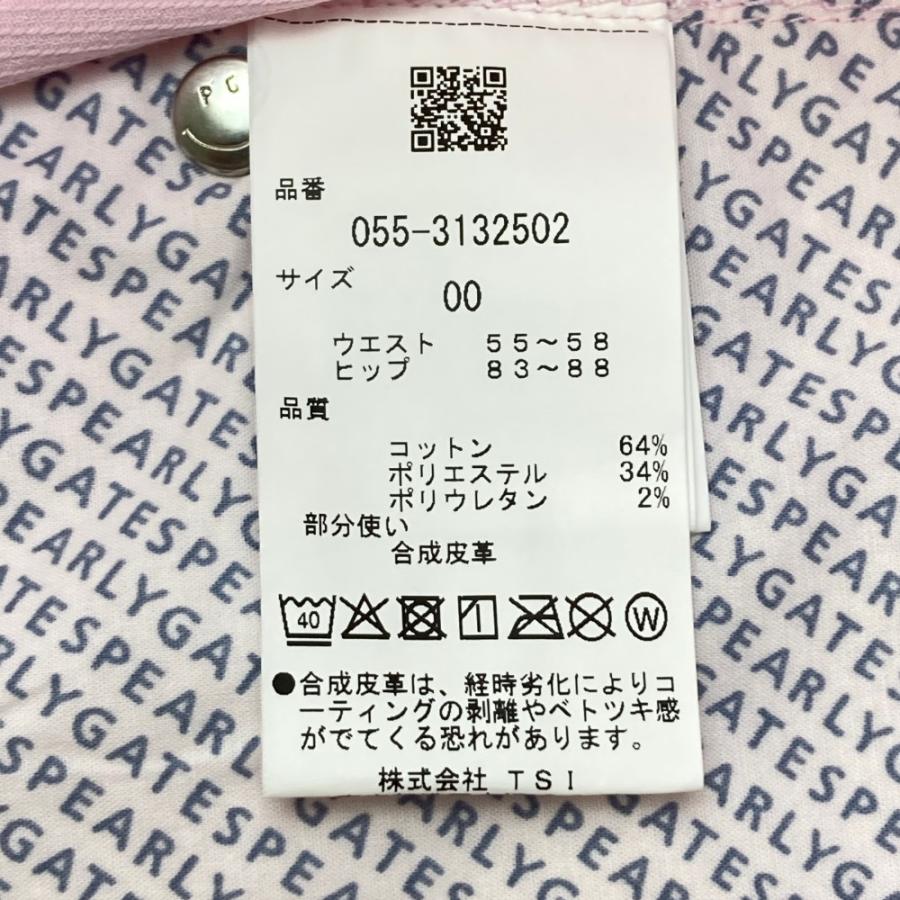 品番
055-3132502
サイズ
00
ウエスト ５５～５８
ヒップ ８３～８８
品質
コットン 64%
ポリエステル 34%
ポリウレタン 2%
部分使い
合成皮革
40
W
●合成皮革は、経時劣化によりコ
ーティングの剥離やベトツキ感
がでてくる恐れがあります。
株式会社 ＴＳＩ
PEARLYGATES